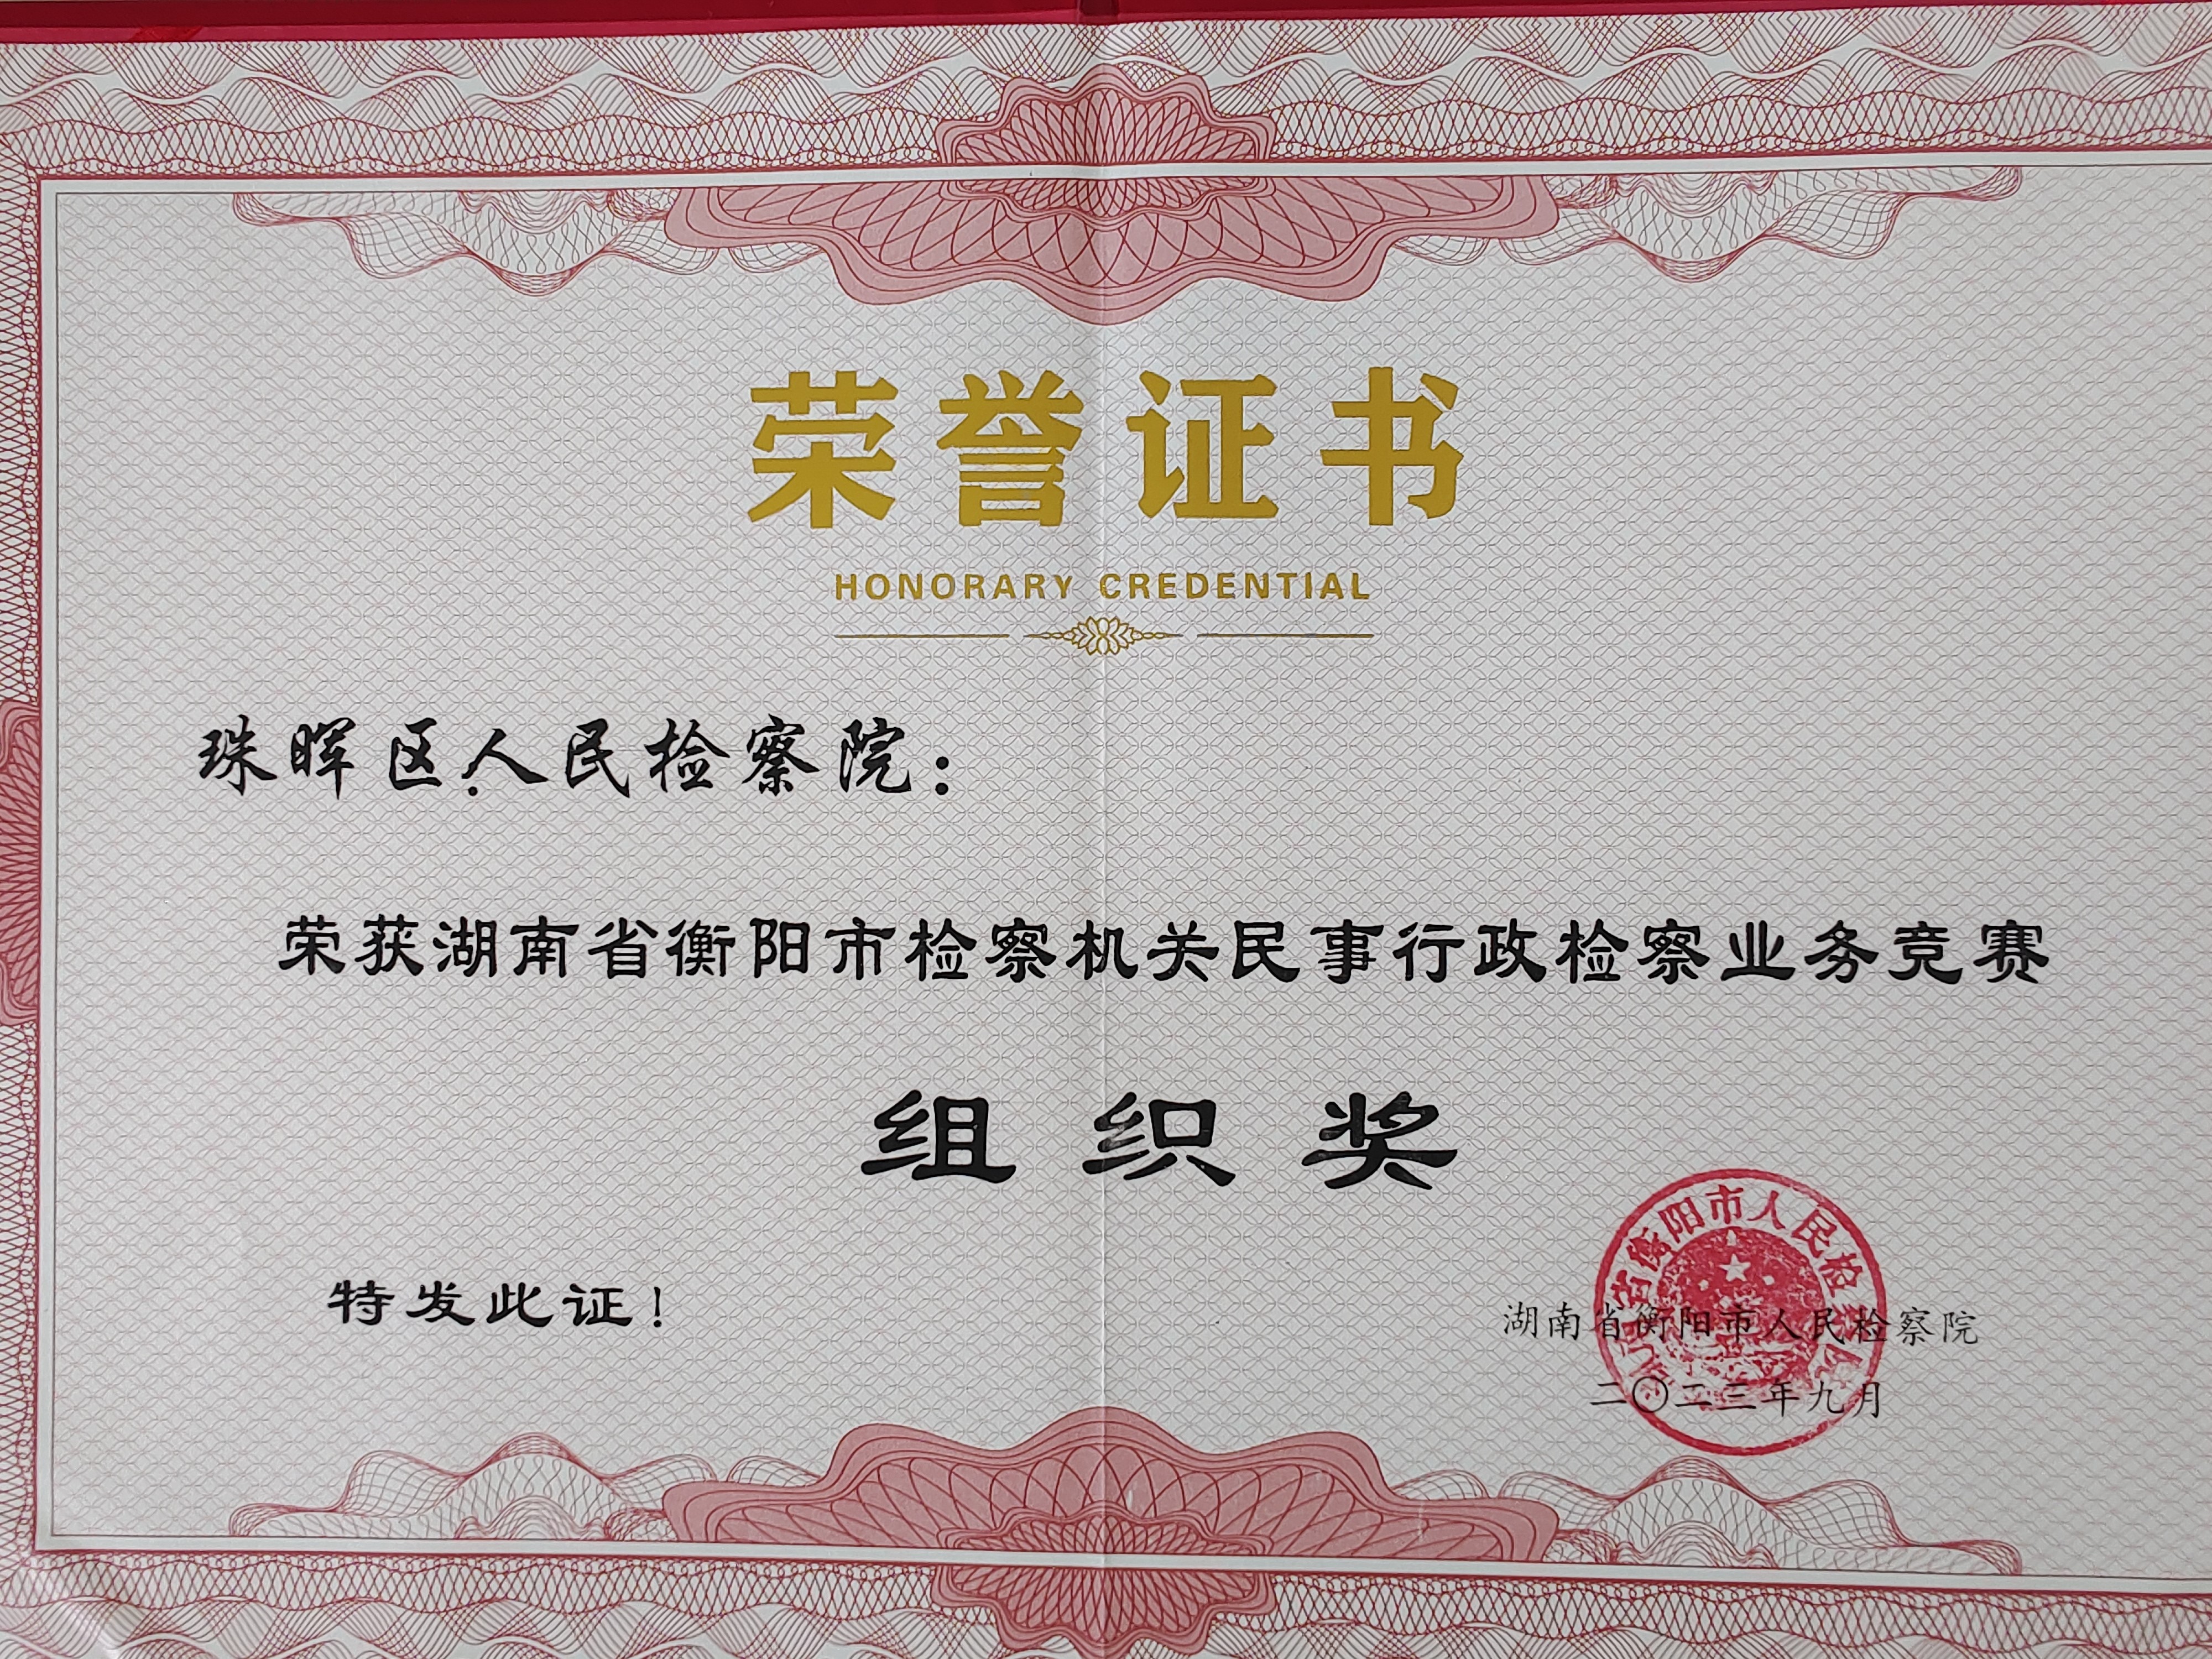 荣誉证书
HONORARY CREDENTIAL
珠晖区人民检察院：
荣获湖南省衡阳市检察机关民事行政检察业务竞赛
组织奖
特发此证！
湖南省衡阳市人民检察院
二〇二三年九月